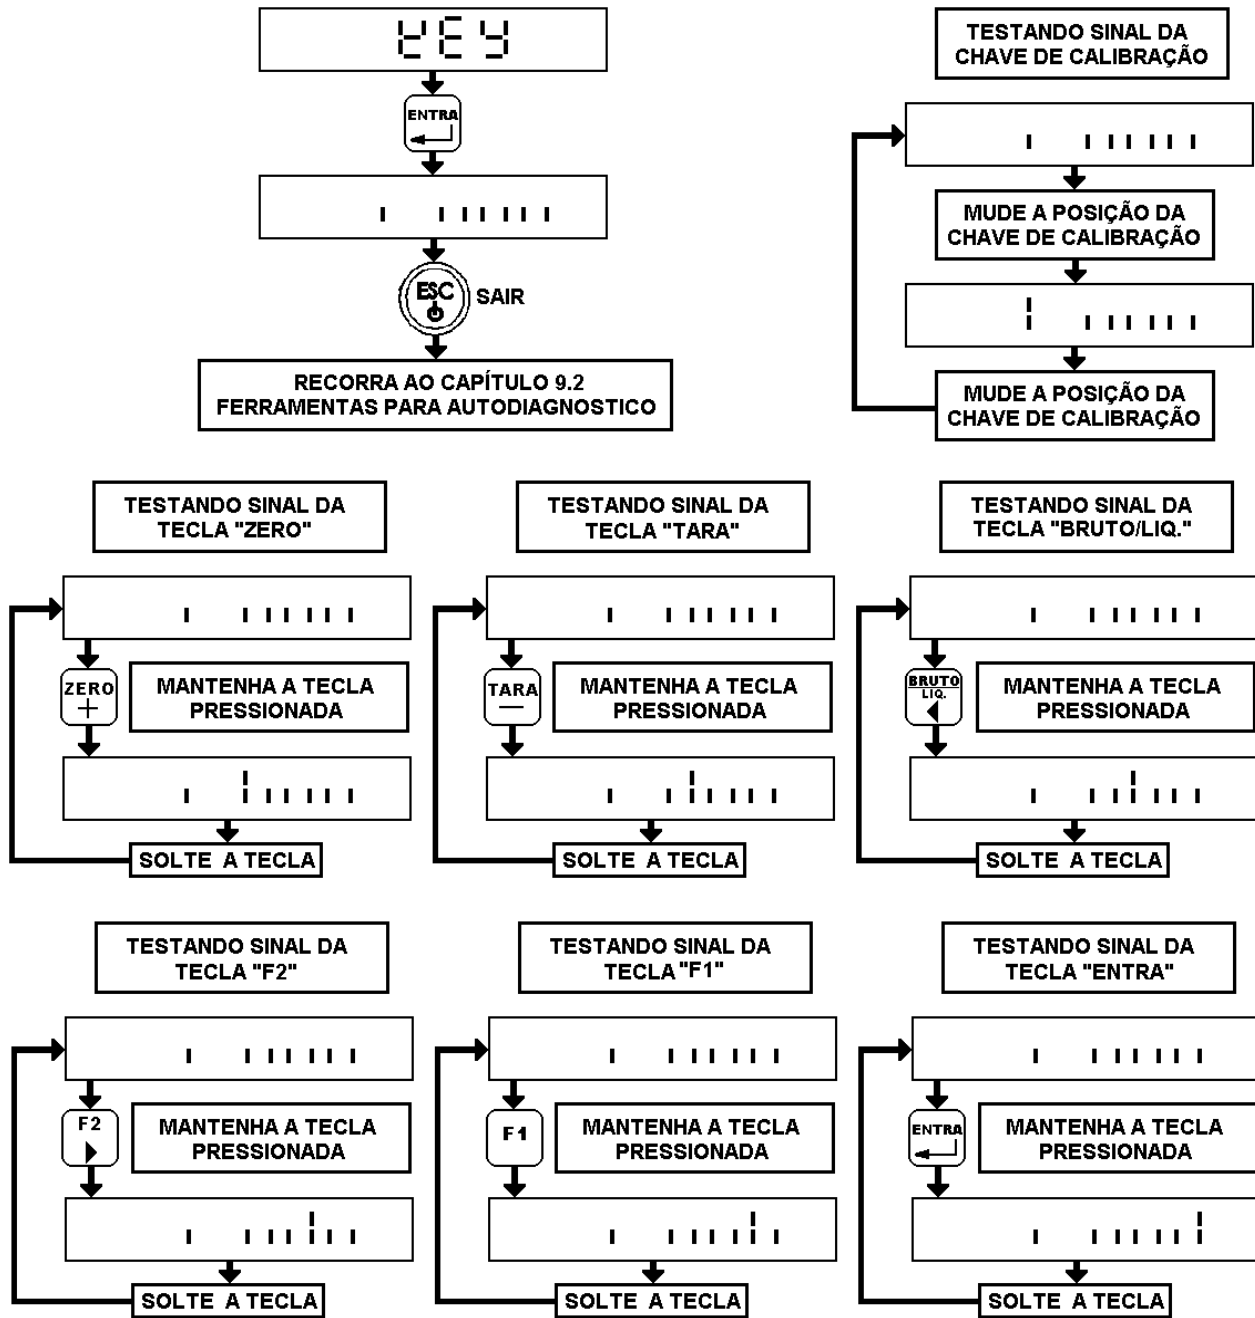 KEY
ENTRA
ESC
SAIR
RECORRA AO CAPÍTULO 9.2
FERRAMENTAS PARA AUTODIAGNOSTICO
TESTANDO SINAL DA
CHAVE DE CALIBRAÇÃO
MUDE A POSIÇÃO DA
CHAVE DE CALIBRAÇÃO
MUDE A POSIÇÃO DA
CHAVE DE CALIBRAÇÃO
TESTANDO SINAL DA
TECLA "ZERO"
ZERO
+
MANTENHA A TECLA
PRESSIONADA
SOLTE A TECLA
TESTANDO SINAL DA
TECLA "TARA"
TARA
—
MANTENHA A TECLA
PRESSIONADA
SOLTE A TECLA
TESTANDO SINAL DA
TECLA "BRUTO/LIQ."
BRUTO
LIQ.
MANTENHA A TECLA
PRESSIONADA
SOLTE A TECLA
TESTANDO SINAL DA
TECLA "F2"
F2
MANTENHA A TECLA
PRESSIONADA
SOLTE A TECLA
TESTANDO SINAL DA
TECLA "F1"
F1
MANTENHA A TECLA
PRESSIONADA
SOLTE A TECLA
TESTANDO SINAL DA
TECLA "ENTRA"
ENTRA
MANTENHA A TECLA
PRESSIONADA
SOLTE A TECLA